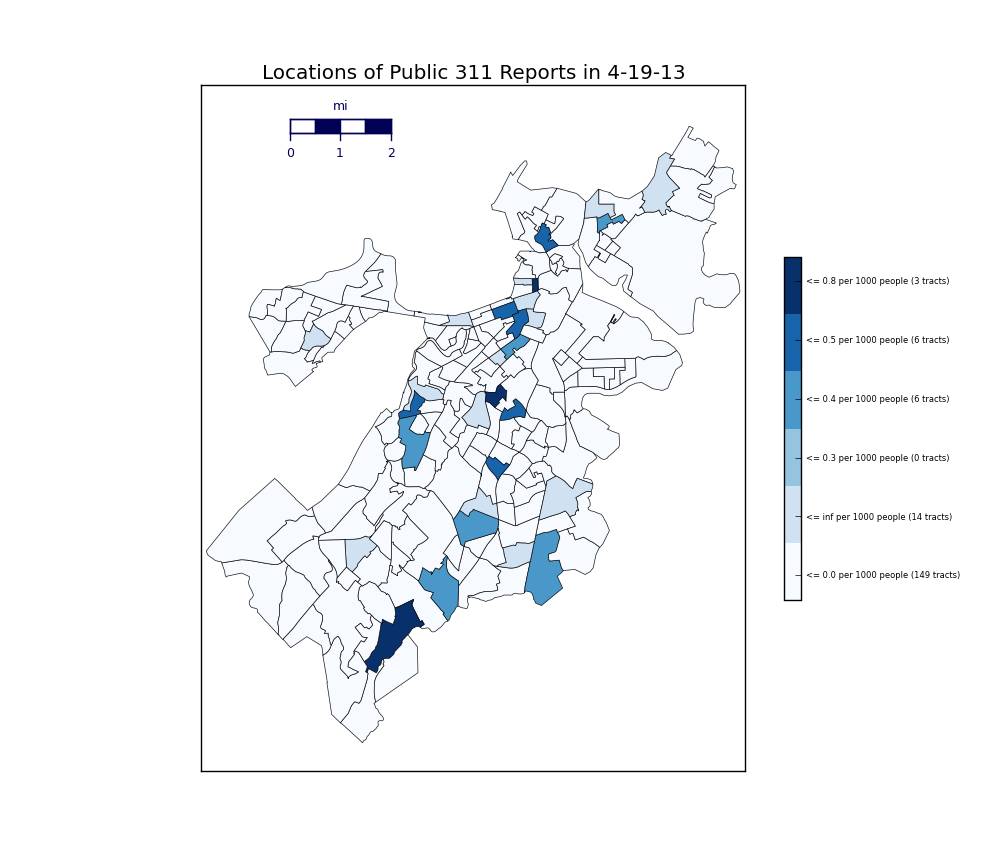 Locations of Public 311 Reports in 4-19-13
mi
0 1 2
<= 0.8 per 1000 people (3 tracts)
<= 0.5 per 1000 people (6 tracts)
<= 0.4 per 1000 people (6 tracts)
<= 0.3 per 1000 people (0 tracts)
<= inf per 1000 people (14 tracts)
<= 0.0 per 1000 people (149 tracts)